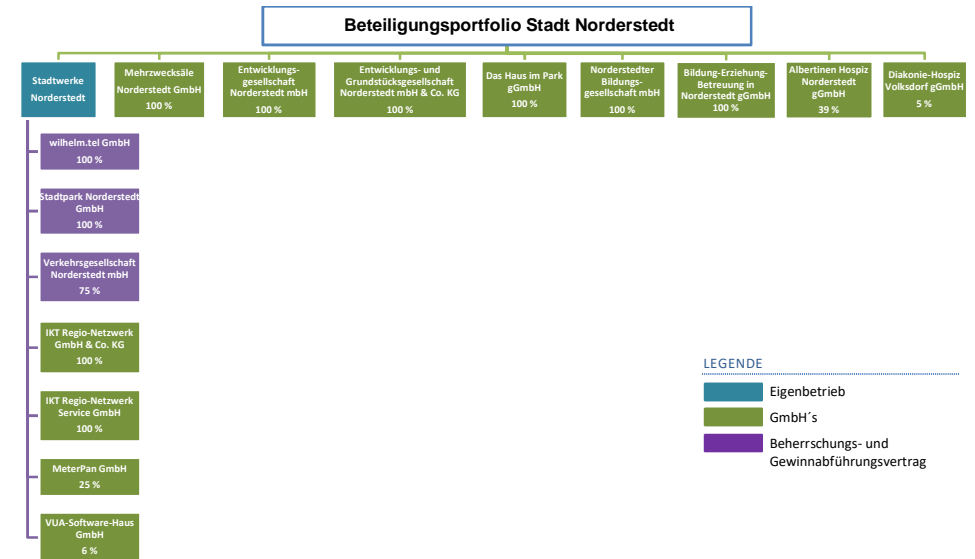 Beteiligungsportfolio Stadt Norderstedt
Stadtwerke
Norderstedt
Mehrzwecksäle
Norderstedt GmbH
100 %
Entwicklungs-
gesellschaft
Norderstedt mbH
100 %
Entwicklungs- und
Grundstücksgesellschaft
Norderstedt mbH & Co. KG
100 %
Das Haus im Park
gGmbH
100 %
Norderstedter
Bildungs-
gesellschaft mbH
100 %
Bildung-Erziehung-
Betreuung in
Norderstedt gGmbH
100 %
Albertinen Hospiz
Norderstedt
gGmbH
39 %
Diakonie-Hospiz
Volksdorf gGmbH
5 %
wilhelm.tel GmbH
100 %
Stadtpark Norderstedt
GmbH
100 %
Verkehrsgesellschaft
Norderstedt mbH
75 %
IKT Regio-Netzwerk
GmbH & Co. KG
100 %
IKT Regio-Netzwerk
Service GmbH
100 %
MeterPan GmbH
25 %
VUA-Software-Haus
GmbH
6 %
LEGENDE
Eigenbetrieb
GmbH´s
Beherrschungs- und
Gewinnabführungsvertrag